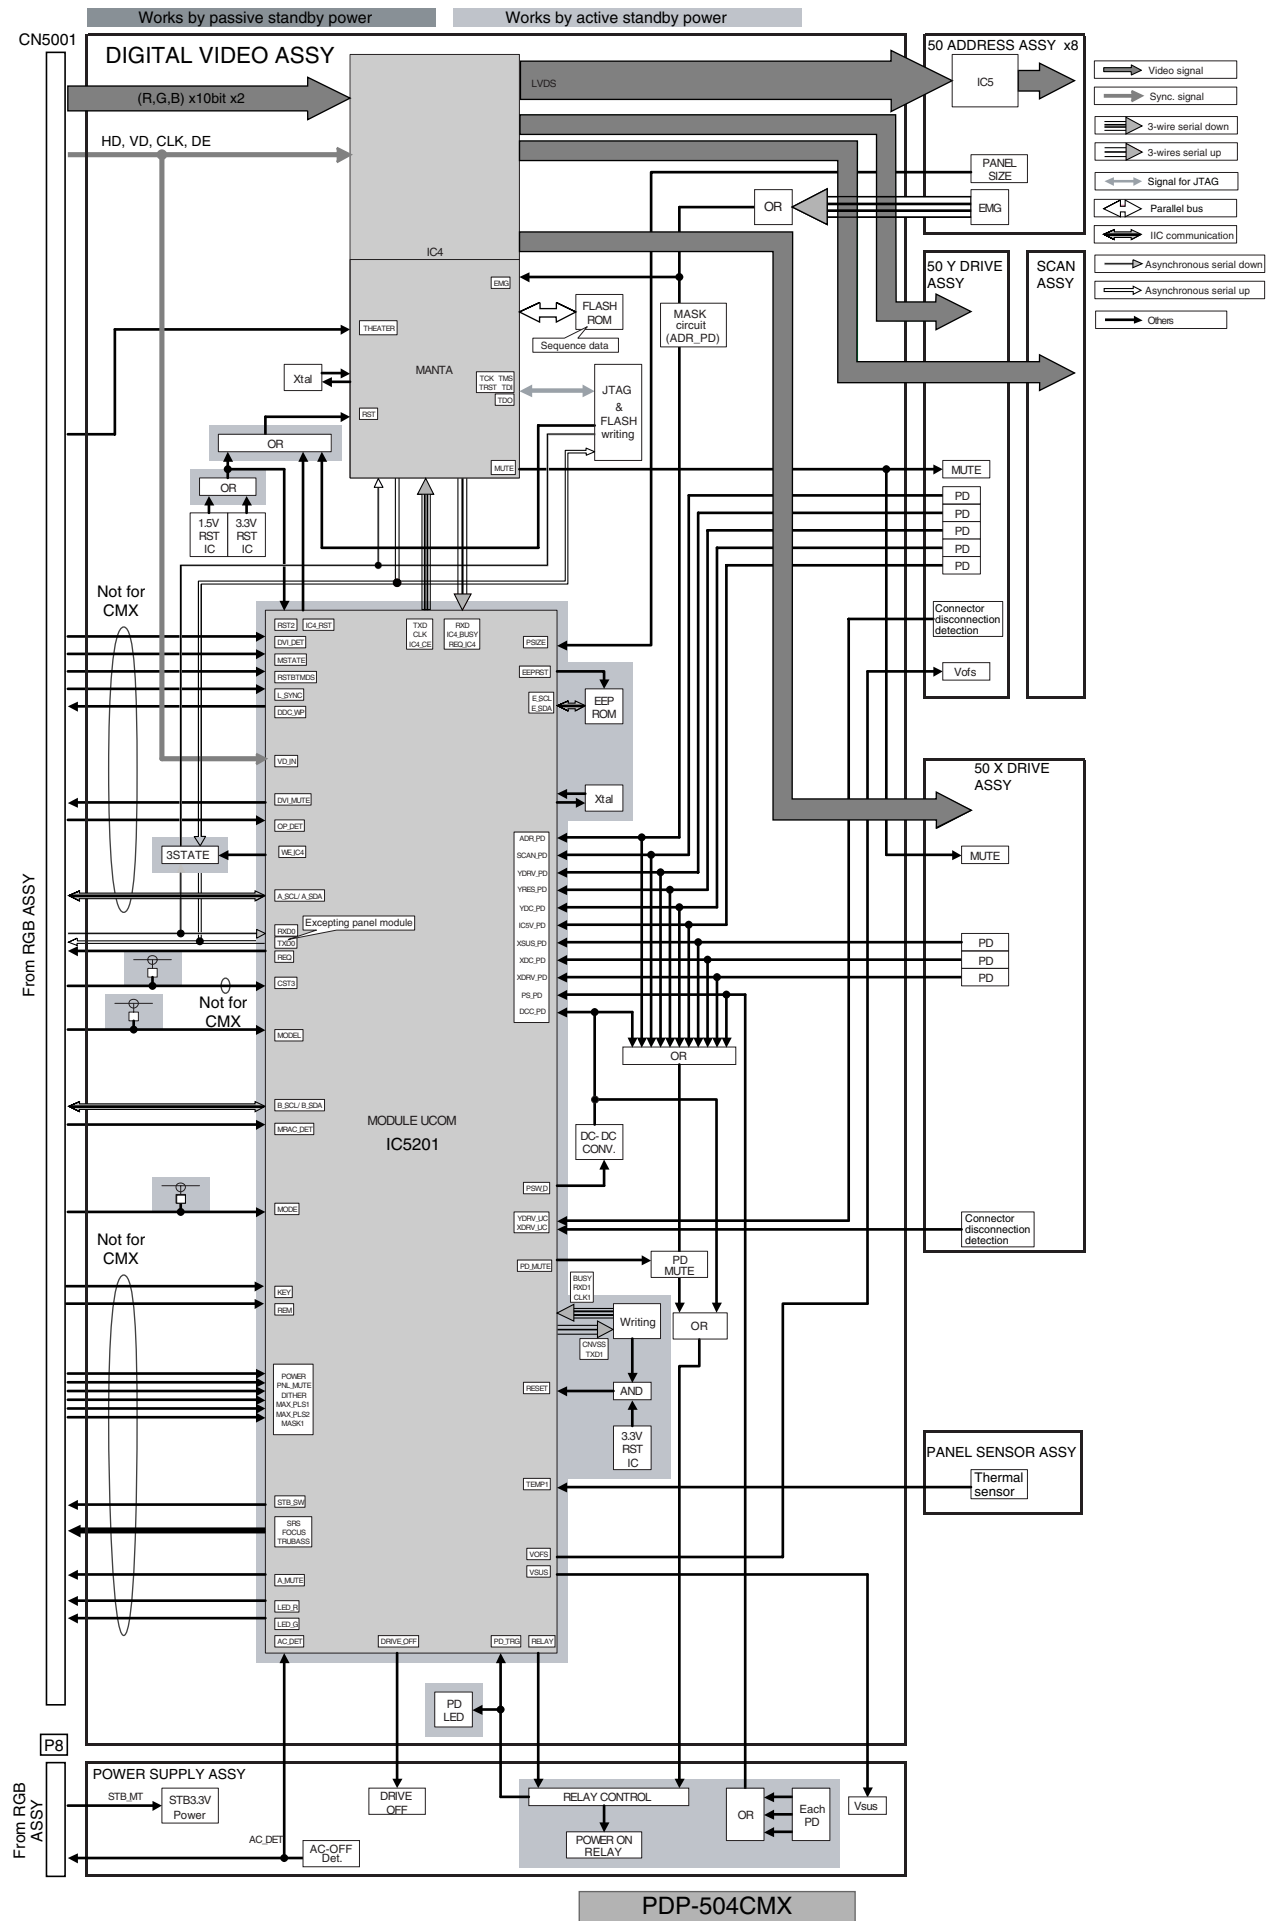 Works by passive standby power
Works by active standby power
CN5001
DIGITAL VIDEO ASSY
50 ADDRESS ASSY x8
(R,G,B) x10bit x2
LVDS
IC5
Video signal
Sync. signal
3-wire serial down
3-wires serial up
Signal for JTAG
Parallel bus
IIC communication
Asynchronous serial down
Asynchronous serial up
Others
HD, VD, CLK, DE
PANEL
SIZE
OR
EMG
IC4
50 Y DRIVE
ASSY
SCAN
ASSY
EMG
FLASH
ROM
Sequence data
MASK
circuit
(ADR_PD)
THEATER
MANTA
Xtal
TCK TMS
TRST TDI
TDO
JTAG
&
FLASH
writing
RST
OR
MUTE
MUTE
OR
1.5V
RST
IC
3.3V
RST
IC
PD
PD
PD
PD
PD
Not for
CMX
Connector
disconnection
detection
Vofs
RST2
IC4_RST
TXD
CLK
IC4_CE
RXD
IC4_BUSY
REQ_IC4
PSIZE
DVI_DET
MSTATE
RSTBTMDS
L_SYNC
DDC_WP
EEPRST
E_SCL
E_SDA
EEP
ROM
VD_IN
50 X DRIVE
ASSY
DVI_MUTE
Xtal
OP_DET
3STATE
WE_IC4
ADR_PD
SCAN_PD
YDRV_PD
YRES_PD
YDC_PD
IC5V_PD
XSUS_PD
XDC_PD
XDRV_PD
PS_PD
DCC_PD
MUTE
A_SCL/ A_SDA
Excepting panel module
RXD0
TXD0
REQ
PD
PD
PD
CST3
Not for
CMX
From RGB ASSY
MODEL
OR
B_SCL/ B_SDA
MRAC_DET
MODULE UCOM
IC5201
DC- DC
CONV.
PSW_D
MODE
YDRV_UC
XDRV_UC
Connector
disconnection
detection
Not for
CMX
PD_MUTE
PD
MUTE
KEY
REM
BUSY
RXD1
CLK1
Writing
OR
CNVSS
TXD1
POWER
PNL_MUTE
DITHER
MAX_PLS1
MAX_PLS2
MASK1
RESET
AND
3.3V
RST
IC
PANEL SENSOR ASSY
Thermal
sensor
TEMP1
STB_SW
SRS
FOCUS
TRUBASS
VOFS
VSUS
A_MUTE
LED_R
LED_G
AC_DET
DRIVE_OFF
PD_TRG
RELAY
PD
LED
P8
POWER SUPPLY ASSY
From RGB
ASSY
STB_MT
STB3.3V
Power
DRIVE
OFF
RELAY CONTROL
OR
Each
PD
Vsus
POWER ON
RELAY
AC_DET
AC-OFF
Det.
PDP-504CMX